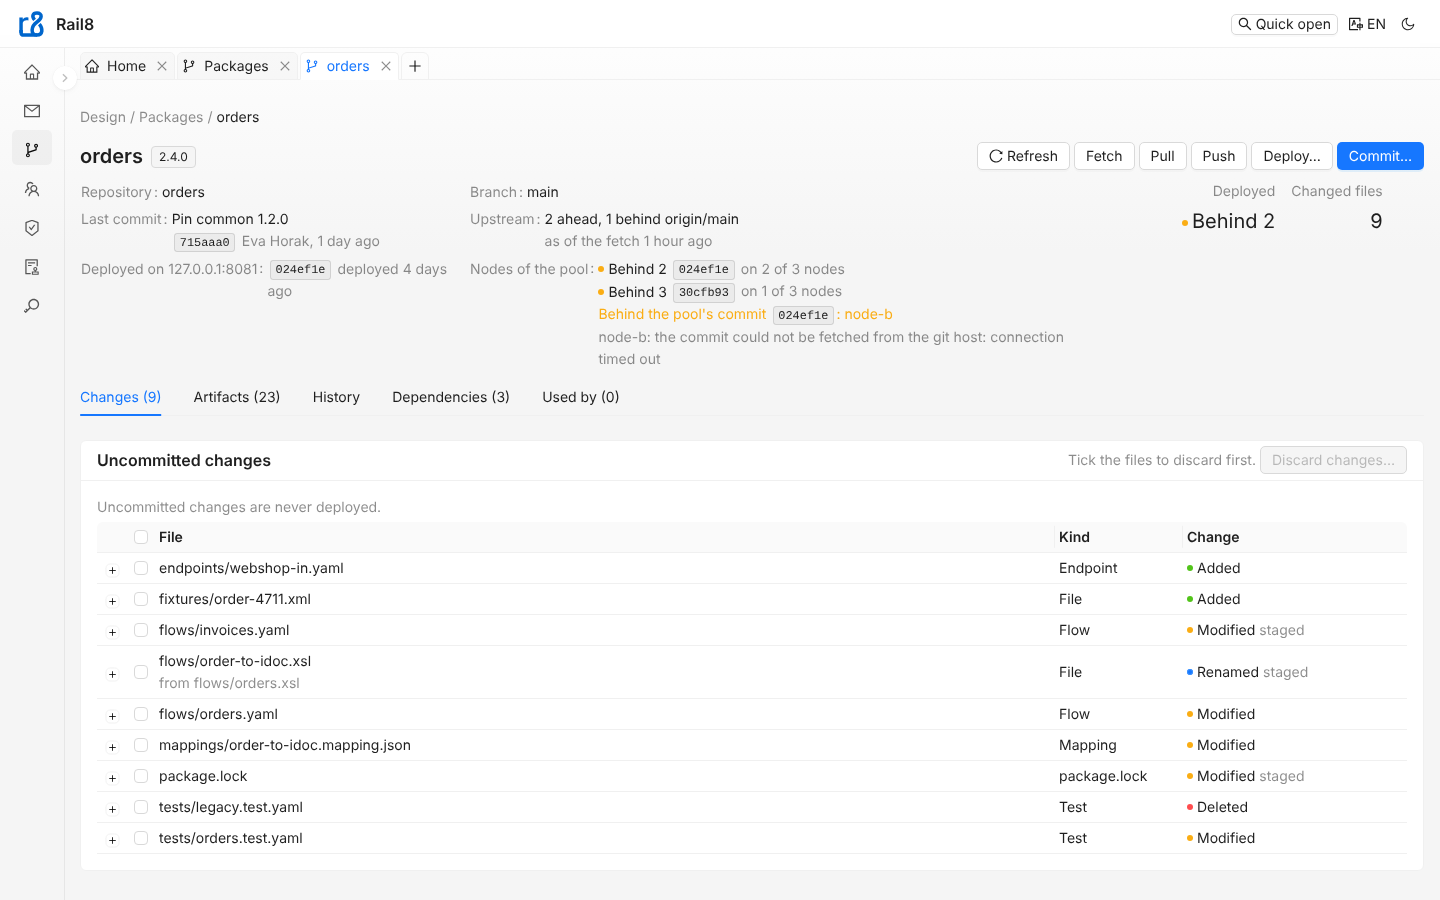 r8 Rail8
Quick open
EN
Home
Packages
orders
Design / Packages / orders
orders 2.4.0
Refresh
Fetch
Pull
Push
Deploy...
Commit...
Repository: orders
Branch: main
Deployed
Behind 2
Changed files
9
Last commit: Pin common 1.2.0
715aaa0 Eva Horak, 1 day ago
Upstream: 2 ahead, 1 behind origin/main
as of the fetch 1 hour ago
Deployed on 127.0.0.1:8081: 024ef1e deployed 4 days
ago
Nodes of the pool: Behind 2 024ef1e on 2 of 3 nodes
Behind 3 30cfb93 on 1 of 3 nodes
Behind the pool's commit 024ef1e: node-b
node-b: the commit could not be fetched from the git host: connection
timed out
Changes (9)
Artifacts (23)
History
Dependencies (3)
Used by (0)
Uncommitted changes
Tick the files to discard first.
Discard changes...
Uncommitted changes are never deployed.
File Kind Change
endpoints/webshop-in.yaml Endpoint Added
fixtures/order-4711.xml File Added
flows/invoices.yaml Flow Modified staged
flows/order-to-idoc.xsl File Renamed staged
from flows/orders.xsl
flows/orders.yaml Flow Modified
mappings/order-to-idoc.mapping.json Mapping Modified
package.lock package.lock Modified staged
tests/legacy.test.yaml Test Deleted
tests/orders.test.yaml Test Modified